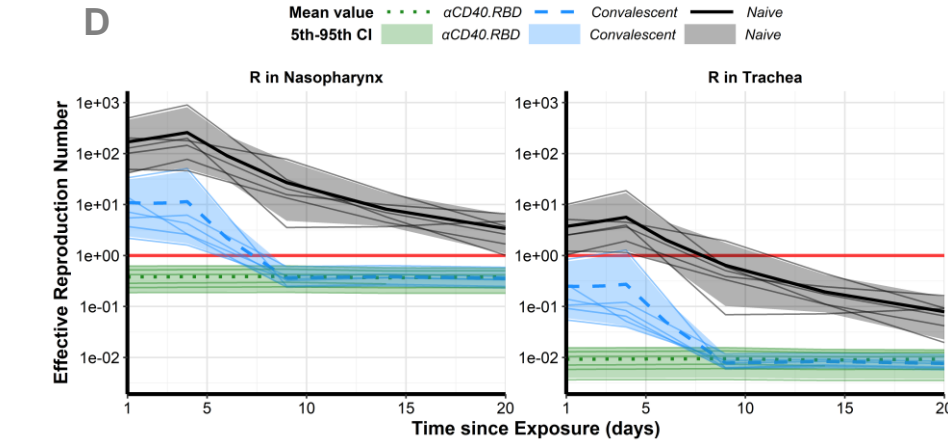 D
Mean value αCD40.RBD Convalescent Naive
5th-95th CI αCD40.RBD Convalescent Naive
R in Nasopharynx R in Trachea
Effective Reproduction Number
1e+03 1e+03
1e+02 1e+02
1e+01 1e+01
1e+00 1e+00
1e-01 1e-01
1e-02 1e-02
1 5 10 15 20 1 5 10 15 20
Time since Exposure (days)